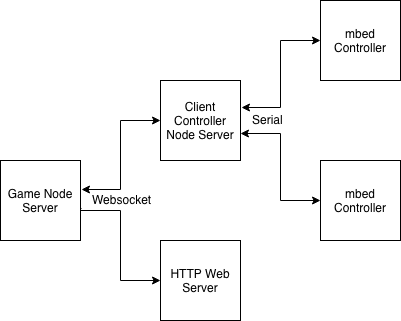 mbed
Controller
Client
Controller
Node Server
Serial
Game Node
Server
Websocket
mbed
Controller
HTTP Web
Server